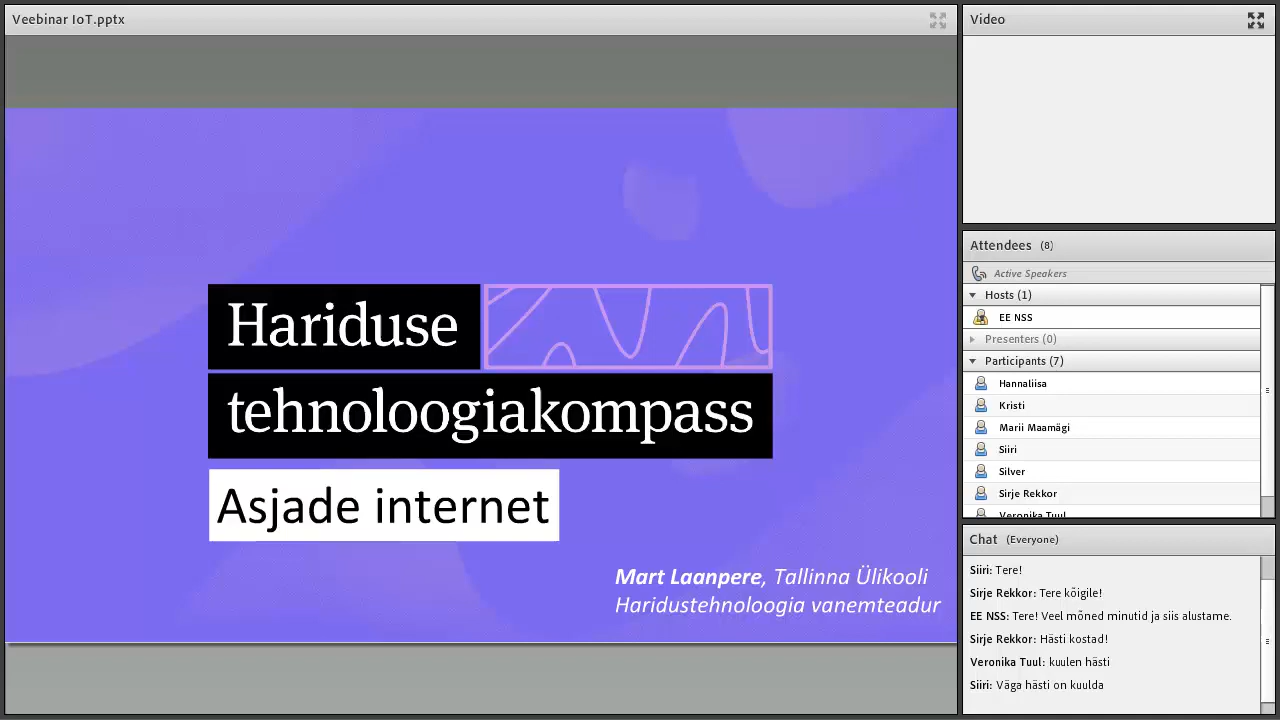 Veebinar IoT.pptx
Hariduse
tehnoloogiakompass
Asjade internet
Mart Laanpere, Tallinna Ülikooli
Haridustehnoloogia vanemteadur
Video
Attendees (8)
Active Speakers
Hosts (1)
EE NSS
Presenters (0)
Participants (7)
Hannaliisa
Kristi
Marii Maamägi
Siiri
Silver
Sirje Rekkor
Veronika Tuul
Chat (Everyone)
Siiri: Tere!
Sirje Rekkor: Tere kõigile!
EE NSS: Tere! Veel mõned minutid ja siis alustame.
Sirje Rekkor: Hästi kostad!
Veronika Tuul: kuulen hästi
Siiri: Väga hästi on kuulda